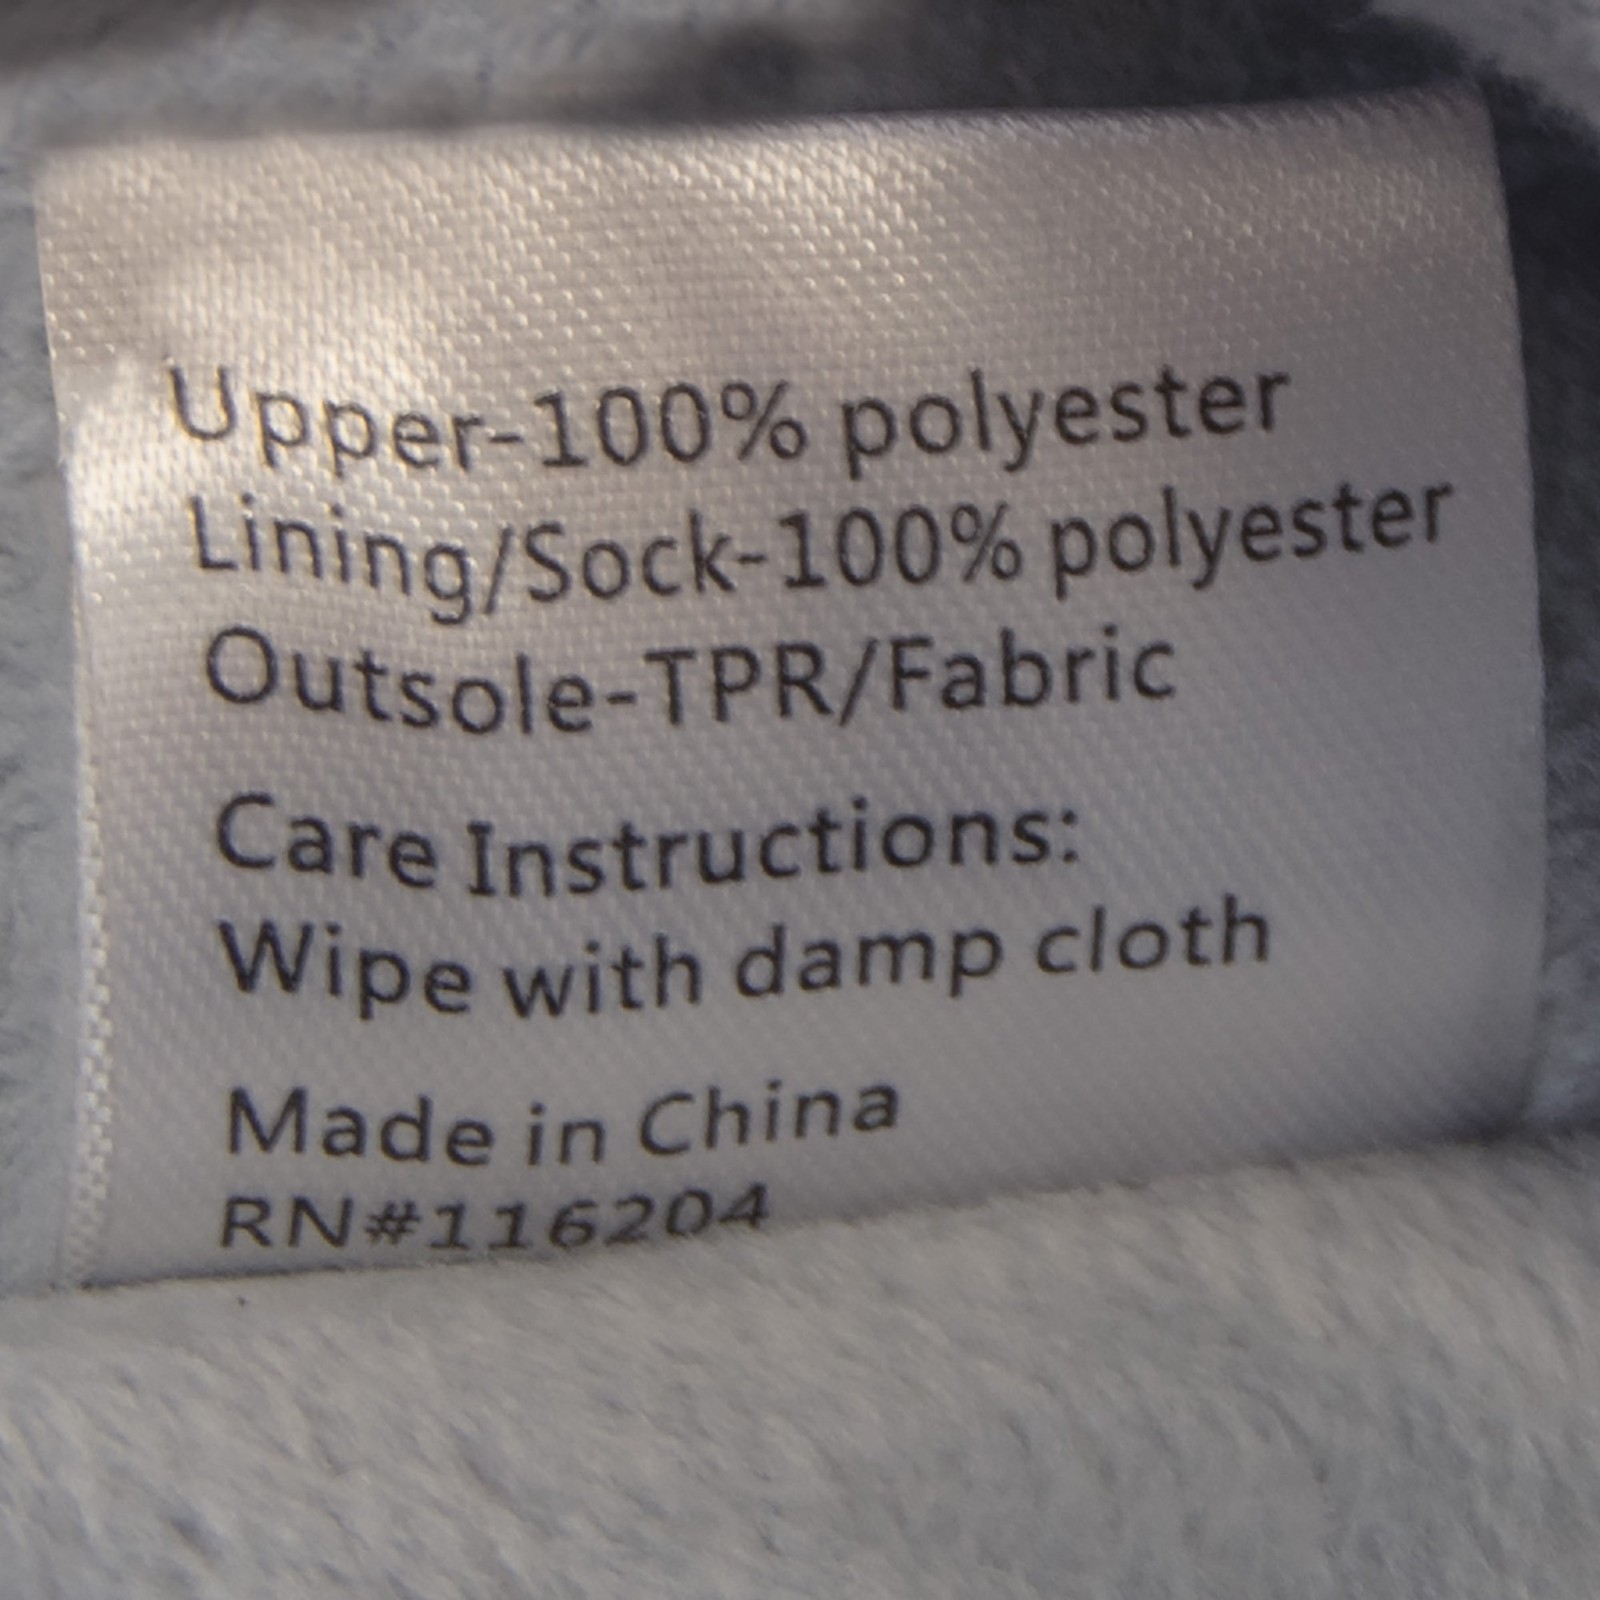 Upper-100% polyester
Lining/Sock-100% polyester
Outsole-TPR/Fabric
Care Instructions:
Wipe with damp cloth
Made in China
RN#116204